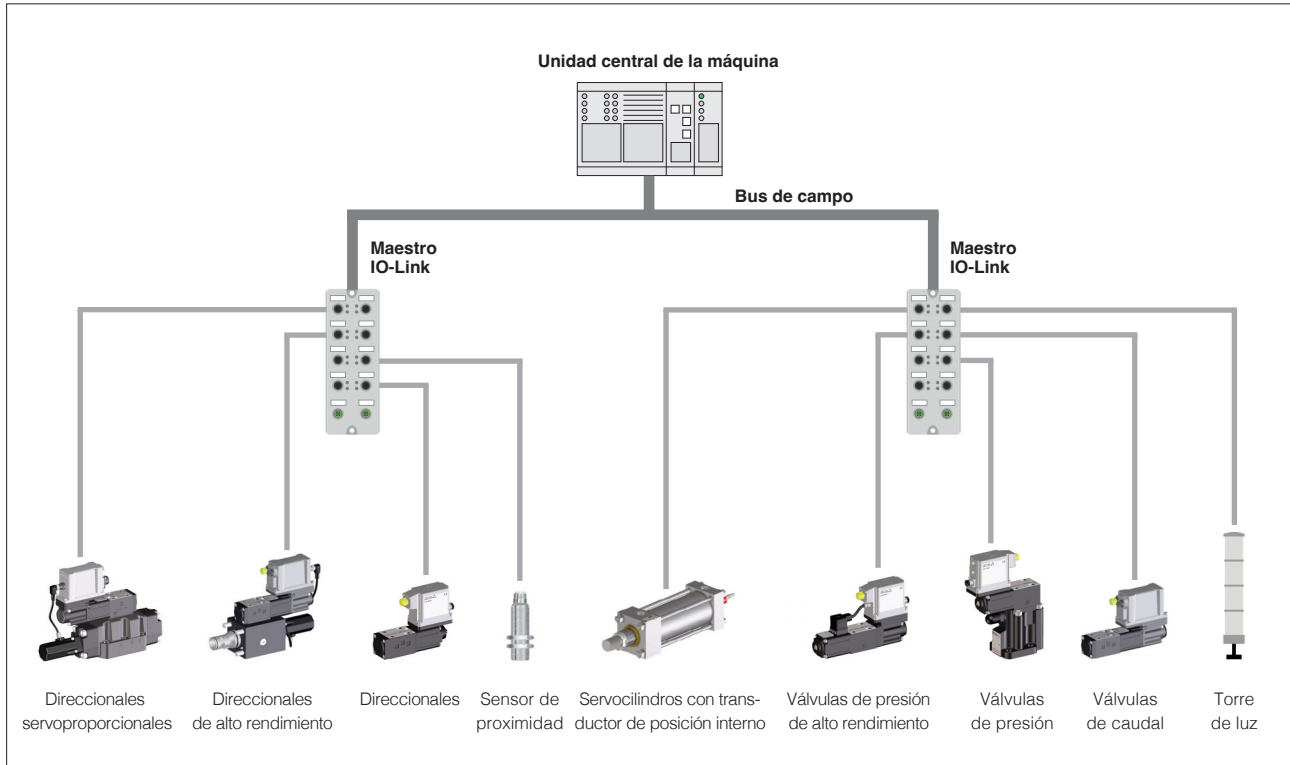 Unidad central de la máquina
Bus de campo
Maestro
IO-Link
Maestro
IO-Link
Direccionales
servoproporcionales
Direccionales
de alto rendimiento
Direccionales
Sensor de
proximidad
Servocilindros con trans-
ductor de posición interno
Válvulas de presión
de alto rendimiento
Válvulas
de presión
Válvulas
de caudal
Torre
de luz